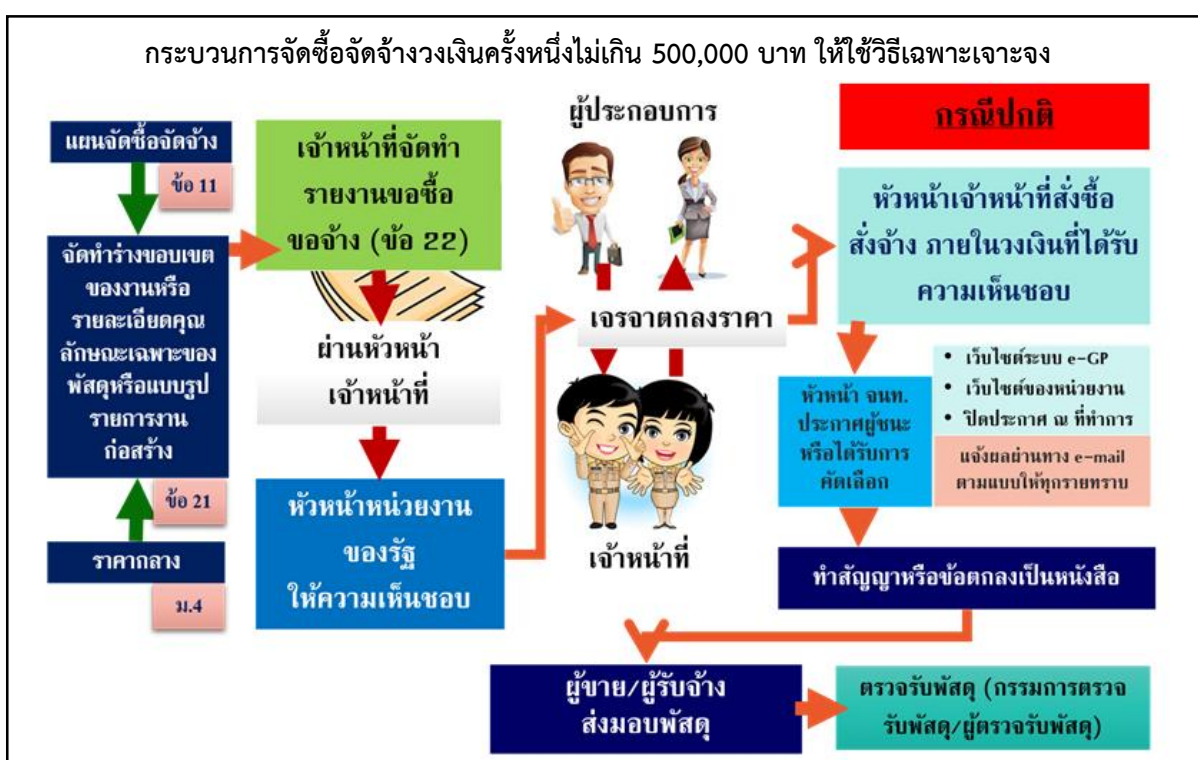 กระบวนการจัดซื้อจัดจ้างวงเงินครั้งหนึ่งไม่เกิน 500,000 บาท ให้ใช้วิธีเฉพาะเจาะจง
แผนจัดซื้อจัดจ้าง
ข้อ 11
จัดทำร่างขอบเขต
ของงานหรือ
รายละเอียดคุณ
ลักษณะเฉพาะของ
พัสดุหรือแบบรูป
รายการงาน
ก่อสร้าง
ข้อ 21
ราคากลาง
ม.4
เจ้าหน้าที่จัดทำ
รายงานขอซื้อ
ขอจ้าง (ข้อ 22)
ผ่านหัวหน้า
เจ้าหน้าที่
หัวหน้าหน่วยงาน
ของรัฐ
ให้ความเห็นชอบ
ผู้ประกอบการ
เจรจาตกลงราคา
เจ้าหน้าที่
กรณีปกติ
หัวหน้าเจ้าหน้าที่สั่งซื้อ
สั่งจ้าง ภายในวงเงินที่ได้รับ
ความเห็นชอบ
หัวหน้า จนท.
ประกาศผู้ชนะ
หรือได้รับการ
คัดเลือก
• เว็บไซต์ระบบ e-GP
• เว็บไซต์ของหน่วยงาน
• ปิดประกาศ ณ ที่ทำการ
แจ้งผลผ่านทาง e-mail
ตามแบบให้ทุกรายทราบ
ทำสัญญาหรือข้อตกลงเป็นหนังสือ
ผู้ขาย/ผู้รับจ้าง
ส่งมอบพัสดุ
ตรวจรับพัสดุ (กรรมการตรวจ
รับพัสดุ/ผู้ตรวจรับพัสดุ)